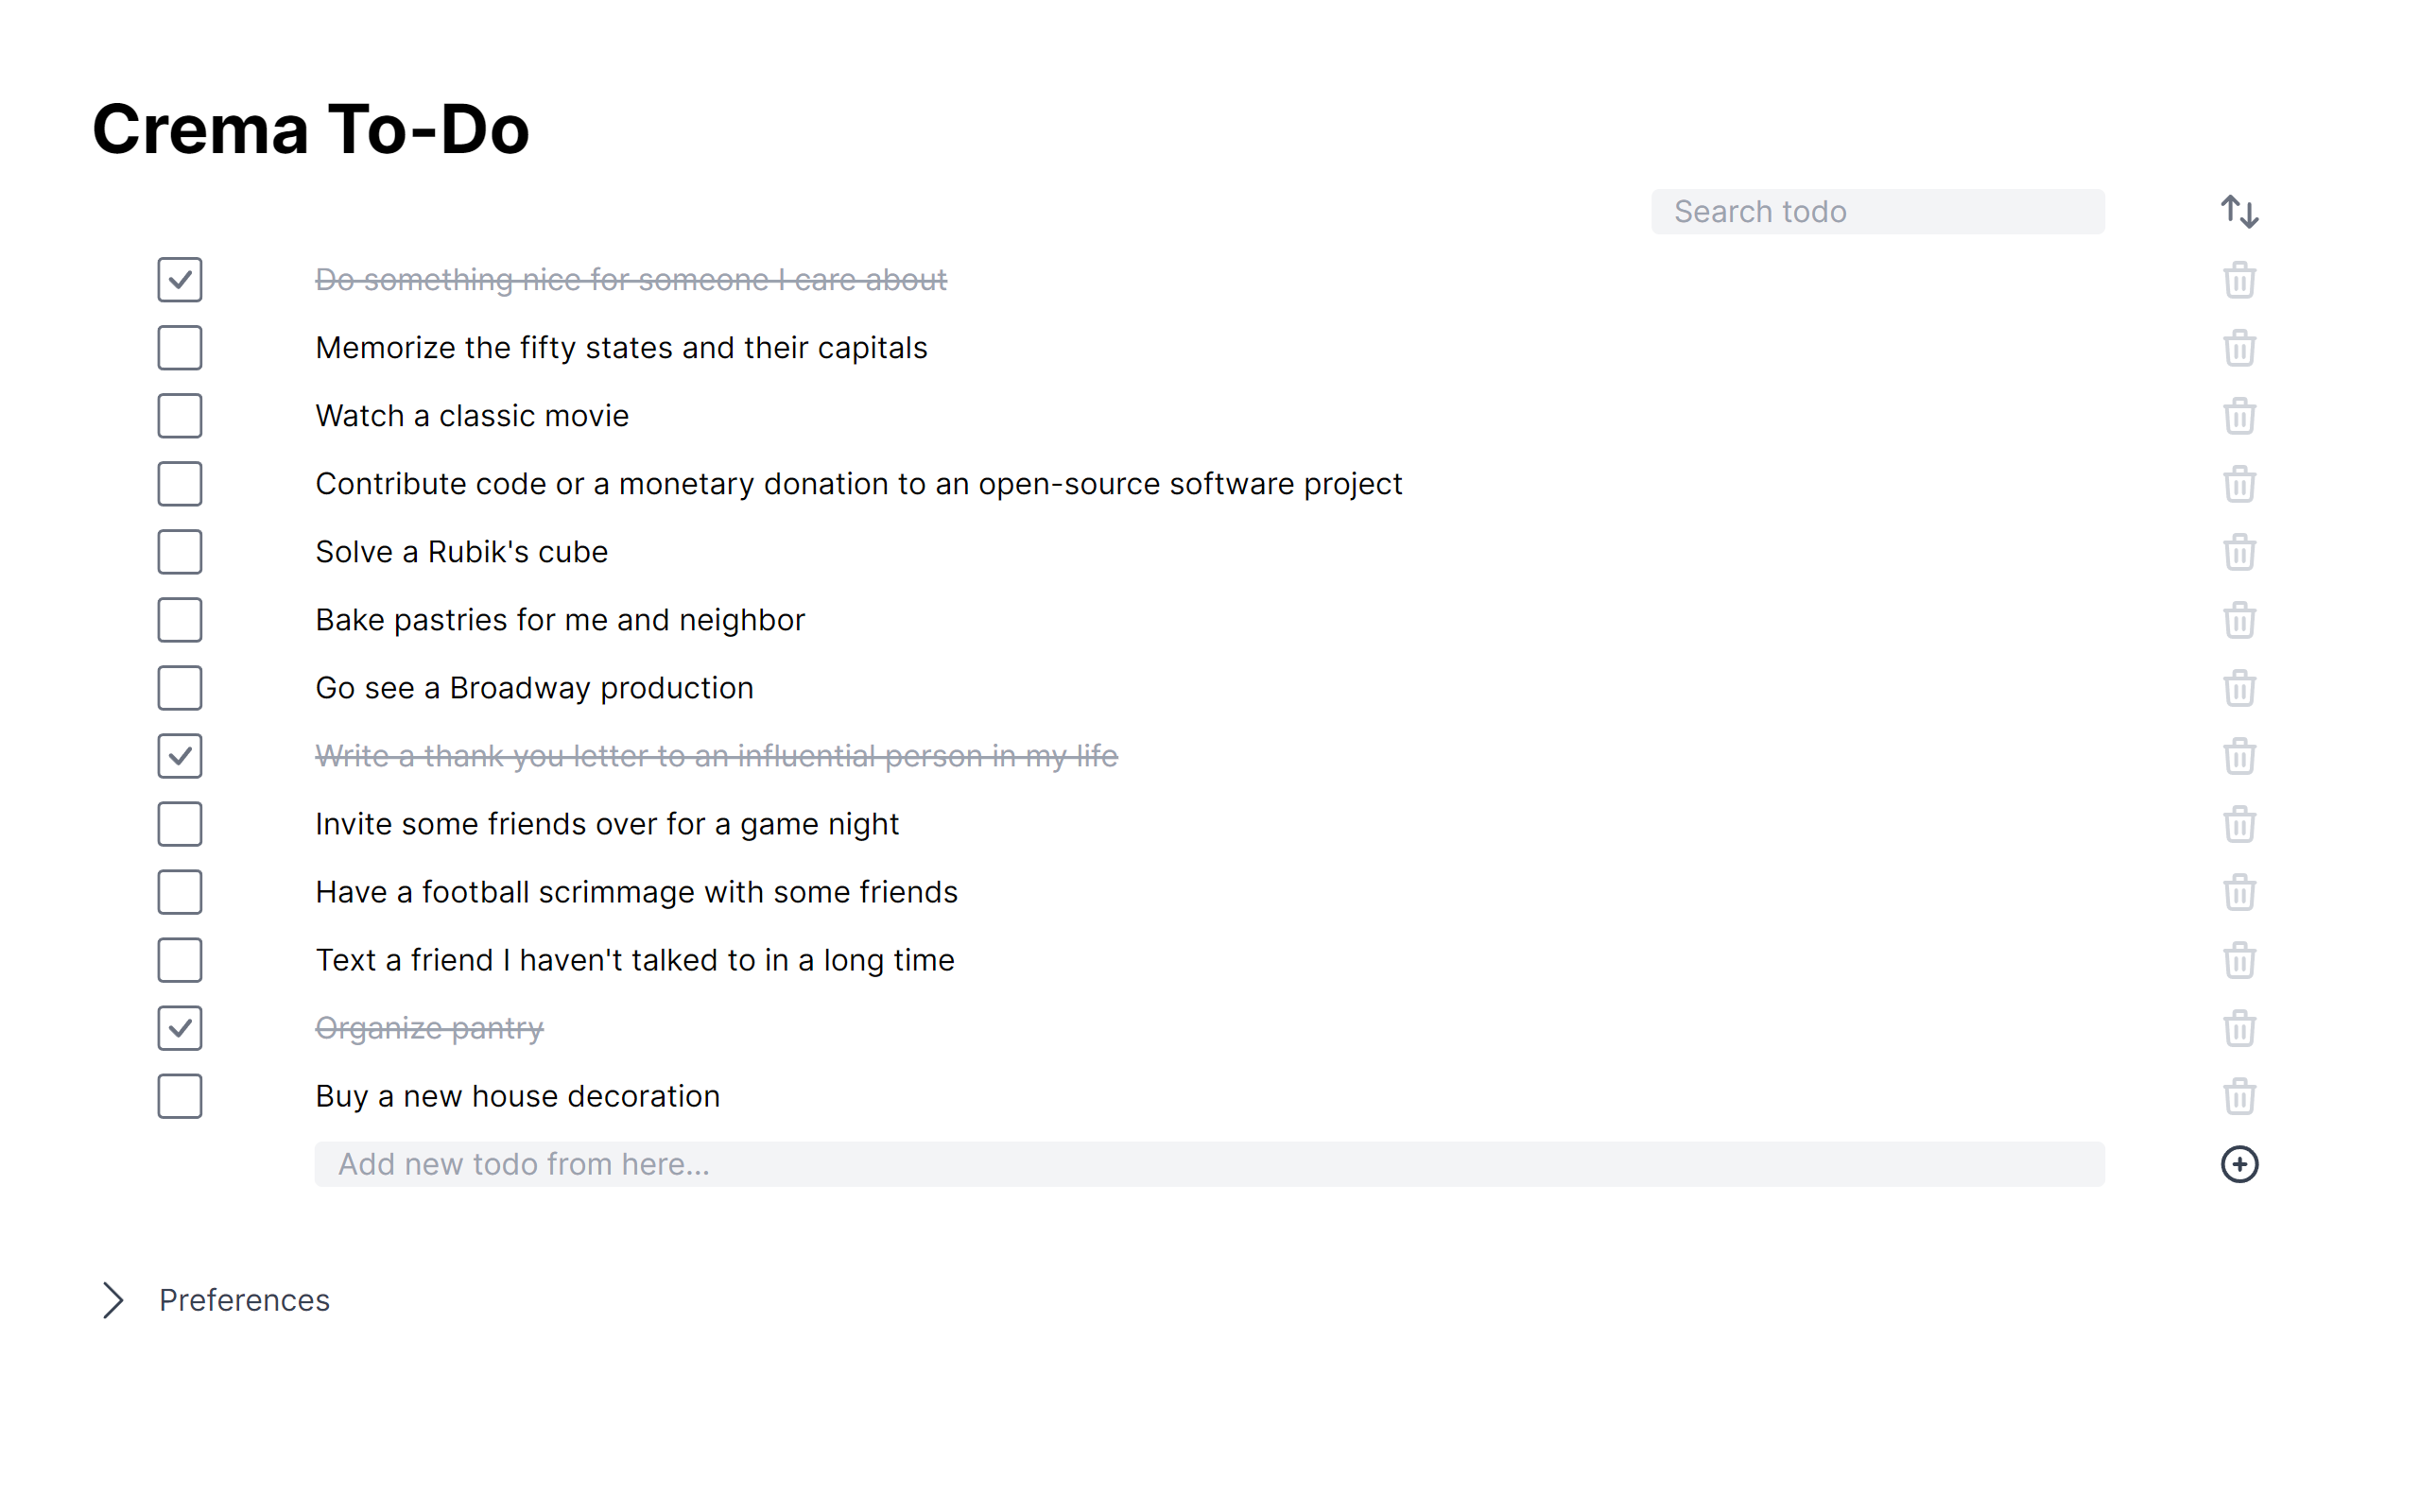 Crema To-Do
Search todo
Do something nice for someone I care about
Memorize the fifty states and their capitals
Watch a classic movie
Contribute code or a monetary donation to an open-source software project
Solve a Rubik's cube
Bake pastries for me and neighbor
Go see a Broadway production
Write a thank you letter to an influential person in my life
Invite some friends over for a game night
Have a football scrimmage with some friends
Text a friend I haven't talked to in a long time
Organize pantry
Buy a new house decoration
Add new todo from here...
Preferences